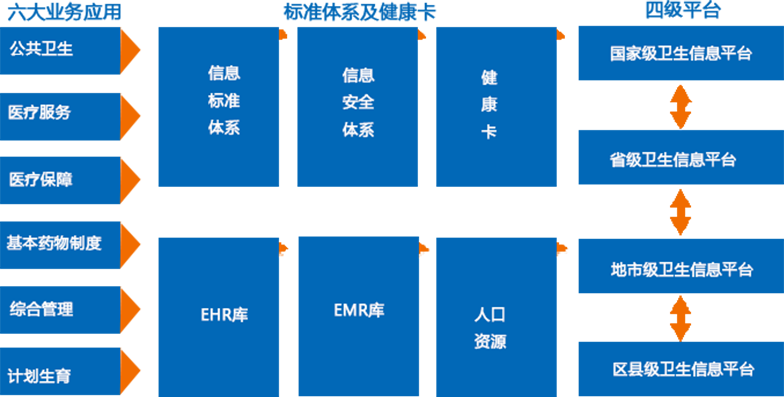 六大业务应用
标准体系及健康卡
四级平台
公共卫生
医疗服务
医疗保障
基本药物制度
综合管理
计划生育
信息
标准
体系
信息
安全
体系
健
康
卡
EHR库
EMR库
人口
资源
国家级卫生信息平台
省级卫生信息平台
地市级卫生信息平台
区县级卫生信息平台